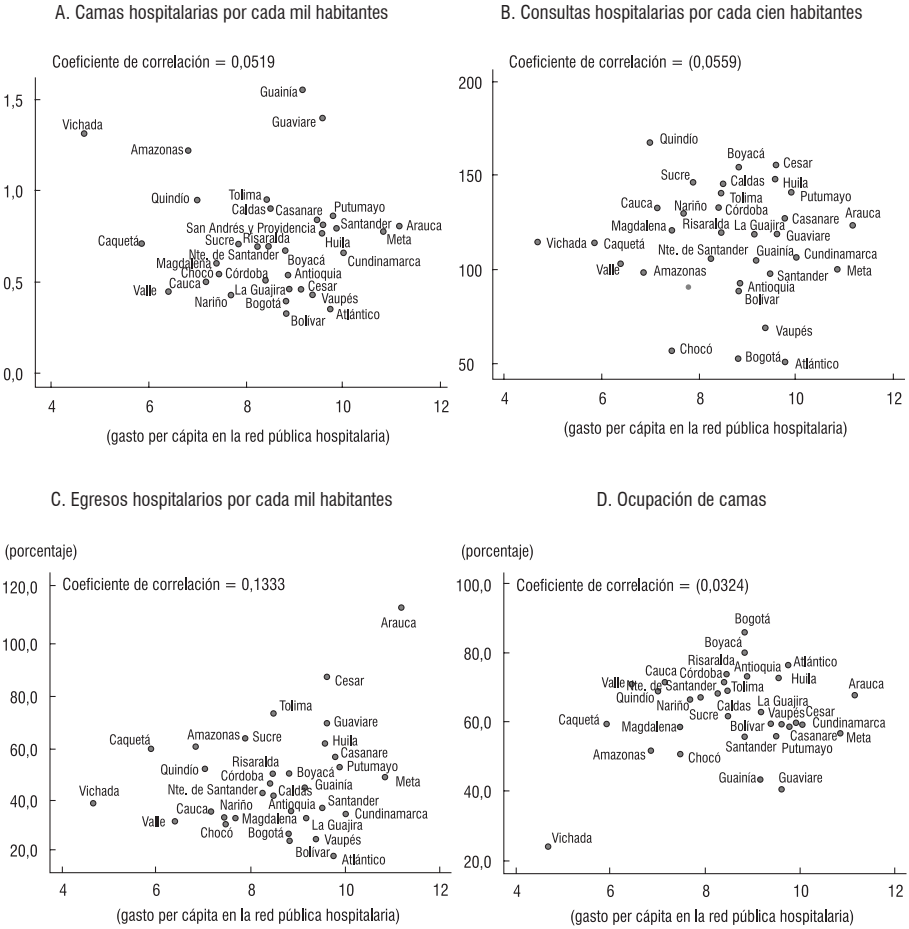 A. Camas hospitalarias por cada mil habitantes
Coeficiente de correlación = 0,0519
1,5
1,0
0,5
0,0
Guainía
Guaviare
Vichada
Amazonas
Quindío
Tolima
Caldas
Casanare
Putumayo
San Andrés y Providencia
Santander
Arauca
Caquetá
Sucre
Risaralda
Huila
Meta
Nte. de Santander
Boyacá
Cundinamarca
Magdalena
Chocó
Córdoba
Antioquia
Cauca
La Guajira
Cesar
Valle
Nariño
Bogotá
Vaupés
Bolívar
Atlántico
4 6 8 10 12
(gasto per cápita en la red pública hospitalaria)
B. Consultas hospitalarias por cada cien habitantes
Coeficiente de correlación = (0,0559)
200
150
100
50
Quindío
Boyacá
Cesar
Sucre
Caldas
Huila
Tolima
Putumayo
Cauca
Nariño
Córdoba
Casanare
Arauca
Magdalena
Risaralda
La Guajira
Guaviare
Vichada
Caquetá
Nte. de Santander
Guainía
Cundinamarca
Valle
Amazonas
Santander
Meta
Antioquia
Bolívar
Vaupés
Chocó
Bogotá
Atlántico
4 6 8 10 12
(gasto per cápita en la red pública hospitalaria)
C. Egresos hospitalarios por cada mil habitantes
(porcentaje)
Coeficiente de correlación = 0,1333
120,0
100,0
80,0
60,0
40,0
20,0
Arauca
Cesar
Tolima
Guaviare
Caquetá
Amazonas
Sucre
Huila
Casanare
Risaralda
Quindío
Córdoba
Boyacá
Putumayo
Nte. de Santander
Caldas
Guainía
Meta
Vichada
Cauca
Nariño
Antioquia
Santander
Valle
Magdalena
Cundinamarca
Chocó
Bogotá
La Guajira
Vaupés
Bolívar
Atlántico
4 6 8 10 12
(gasto per cápita en la red pública hospitalaria)
D. Ocupación de camas
(porcentaje)
Coeficiente de correlación = (0,0324)
100,0
80,0
60,0
40,0
20,0
Bogotá
Boyacá
Risaralda
Atlántico
Cauca
Córdoba
Antioquia
Valle
Nte. de Santander
Tolima
Huila
Arauca
Quindio
Nariño
Caldas
La Guajira
Sucre
Vaupés
Cesar
Caquetá
Magdalena
Bolívar
Cundinamarca
Casanare
Meta
Amazonas
Chocó
Santander
Putumayo
Guainía
Guaviare
Vichada
4 6 8 10 12
(gasto per cápita en la red pública hospitalaria)